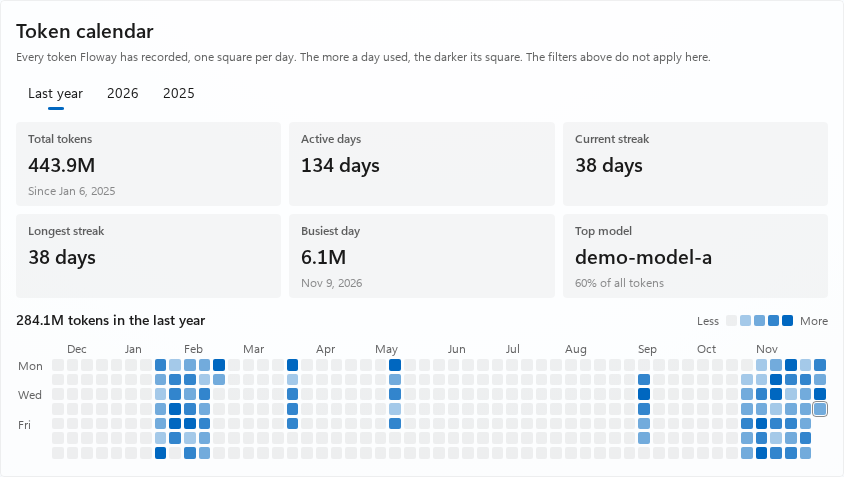 Token calendar
Every token Floway has recorded, one square per day. The more a day used, the darker its square. The filters above do not apply here.
Last year 2026 2025
Total tokens
443.9M
Since Jan 6, 2025
Active days
134 days
Current streak
38 days
Longest streak
38 days
Busiest day
6.1M
Nov 9, 2026
Top model
demo-model-a
60% of all tokens
284.1M tokens in the last year
Less More
Dec Jan Feb Mar Apr May Jun Jul Aug Sep Oct Nov
Mon
Wed
Fri